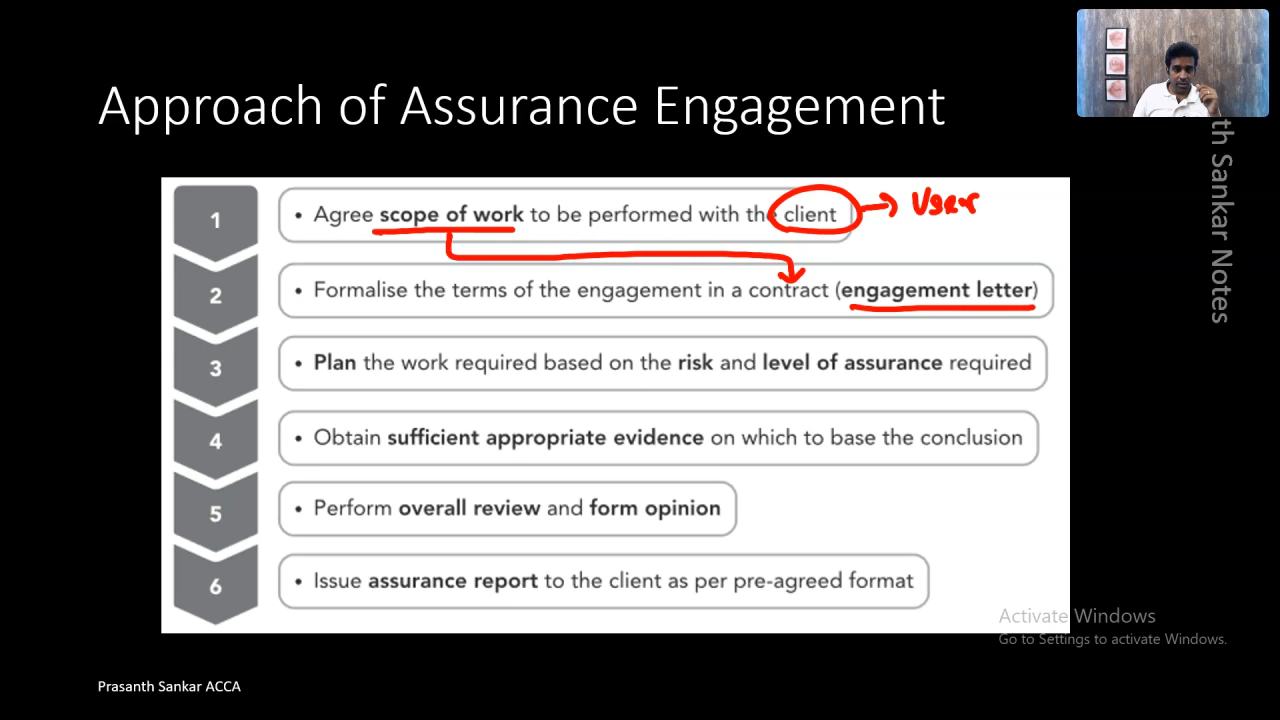 Approach of Assurance Engagement
th Sankar Notes
1
• Agree scope of work to be performed with the client
User
2
• Formalise the terms of the engagement in a contract (engagement letter)
3
• Plan the work required based on the risk and level of assurance required
4
• Obtain sufficient appropriate evidence on which to base the conclusion
5
• Perform overall review and form opinion
6
• Issue assurance report to the client as per pre-agreed format
Activate Windows
Go to Settings to activate Windows.
Prasanth Sankar ACCA